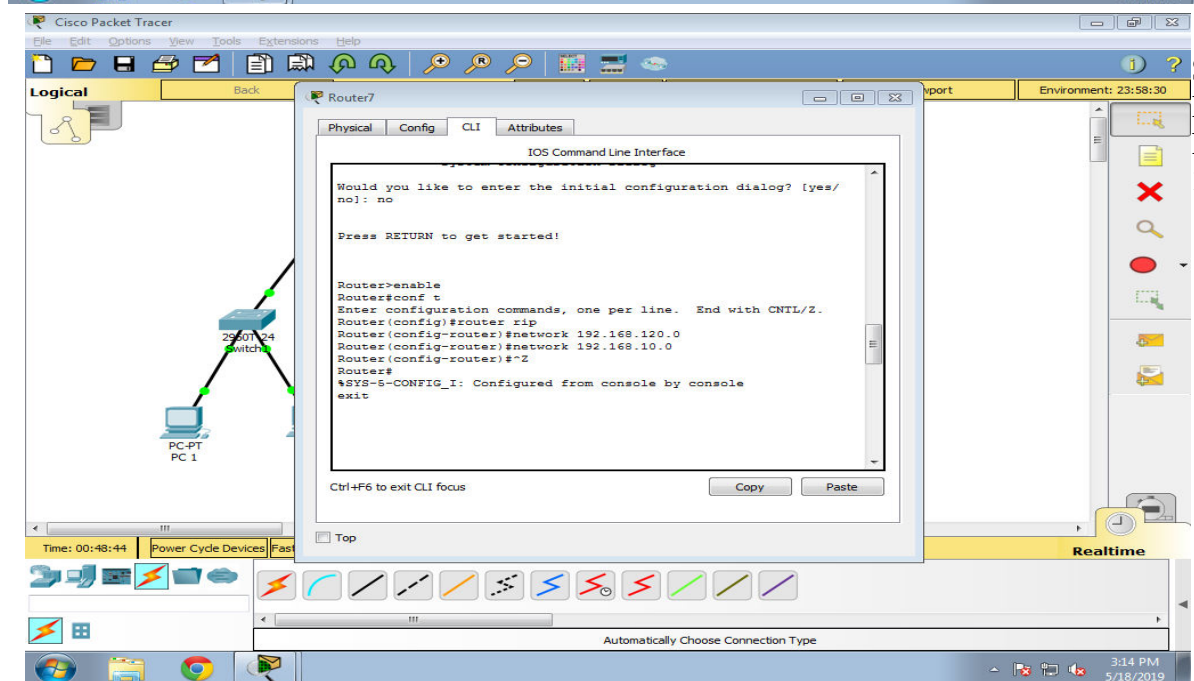 Cisco Packet Tracer
File Edit Options View Tools Extensions Help
Logical
Back
vport
Environment: 23:58:30
Router7
Physical Config CLI Attributes
IOS Command Line Interface
System Configuration Dialog
Would you like to enter the initial configuration dialog? [yes/
no]: no
Press RETURN to get started!
Router>enable
Router#conf t
Enter configuration commands, one per line. End with CNTL/Z.
Router(config)#router rip
Router(config-router)#network 192.168.120.0
Router(config-router)#network 192.168.10.0
Router(config-router)#^Z
Router#
%SYS-5-CONFIG_I: Configured from console by console
exit
2950T-24
Switch
PC-PT
PC 1
Ctrl+F6 to exit CLI focus
Copy
Paste
Top
Time: 00:48:44
Power Cycle Devices
Fast
Realtime
Automatically Choose Connection Type
3:14 PM
5/18/2019